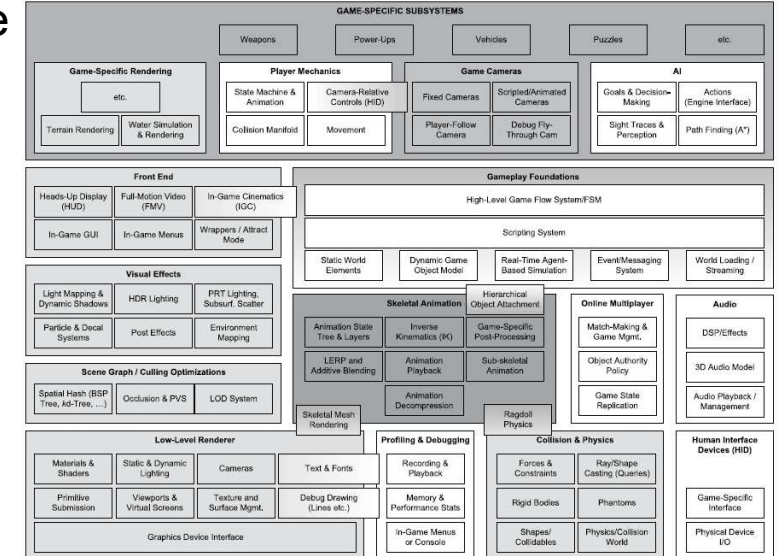 e
GAME-SPECIFIC SUBSYSTEMS
Weapons
Power-Ups
Vehicles
Puzzles
etc.
Game-Specific Rendering
etc.
Terrain Rendering
Water Simulation
& Rendering
Player Mechanics
State Machine &
Animation
Camera-Relative
Controls (HID)
Collision Manifold
Movement
Game Cameras
Fixed Cameras
Scripted/Animated
Cameras
Player-Follow
Camera
Debug Fly-
Through Cam
AI
Goals & Decision-
Making
Actions
(Engine Interface)
Sight Traces &
Perception
Path Finding (A*)
Front End
Heads-Up Display
(HUD)
Full-Motion Video
(FMV)
In-Game Cinematics
(IGC)
In-Game GUI
In-Game Menus
Wrappers / Attract
Mode
Gameplay Foundations
High-Level Game Flow System/FSM
Scripting System
Static World
Elements
Dynamic Game
Object Model
Real-Time Agent-
Based Simulation
Event/Messaging
System
World Loading /
Streaming
Visual Effects
Light Mapping &
Dynamic Shadows
HDR Lighting
PRT Lighting,
Subsurf. Scatter
Particle & Decal
Systems
Post Effects
Environment
Mapping
Skeletal Animation
Hierarchical
Object Attachment
Animation State
Tree & Layers
Inverse
Kinematics (IK)
Game-Specific
Post-Processing
LERP and
Additive Blending
Animation
Playback
Sub-skeletal
Animation
Animation
Decompression
Skeletal Mesh
Rendering
Ragdoll
Physics
Online Multiplayer
Match-Making &
Game Mgmt.
Object Authority
Policy
Game State
Replication
Audio
DSP/Effects
3D Audio Model
Audio Playback /
Management
Scene Graph / Culling Optimizations
Spatial Hash (BSP
Tree, kd-Tree, ...)
Occlusion & PVS
LOD System
Low-Level Renderer
Materials &
Shaders
Static & Dynamic
Lighting
Cameras
Text & Fonts
Primitive
Submission
Viewports &
Virtual Screens
Texture and
Surface Mgmt.
Debug Drawing
(Lines etc.)
Graphics Device Interface
Profiling & Debugging
Recording &
Playback
Memory &
Performance Stats
In-Game Menus
or Console
Collision & Physics
Forces &
Constraints
Ray/Shape
Casting (Queries)
Rigid Bodies
Phantoms
Shapes/
Collidables
Physics/Collision
World
Human Interface
Devices (HID)
Game-Specific
Interface
Physical Device
I/O